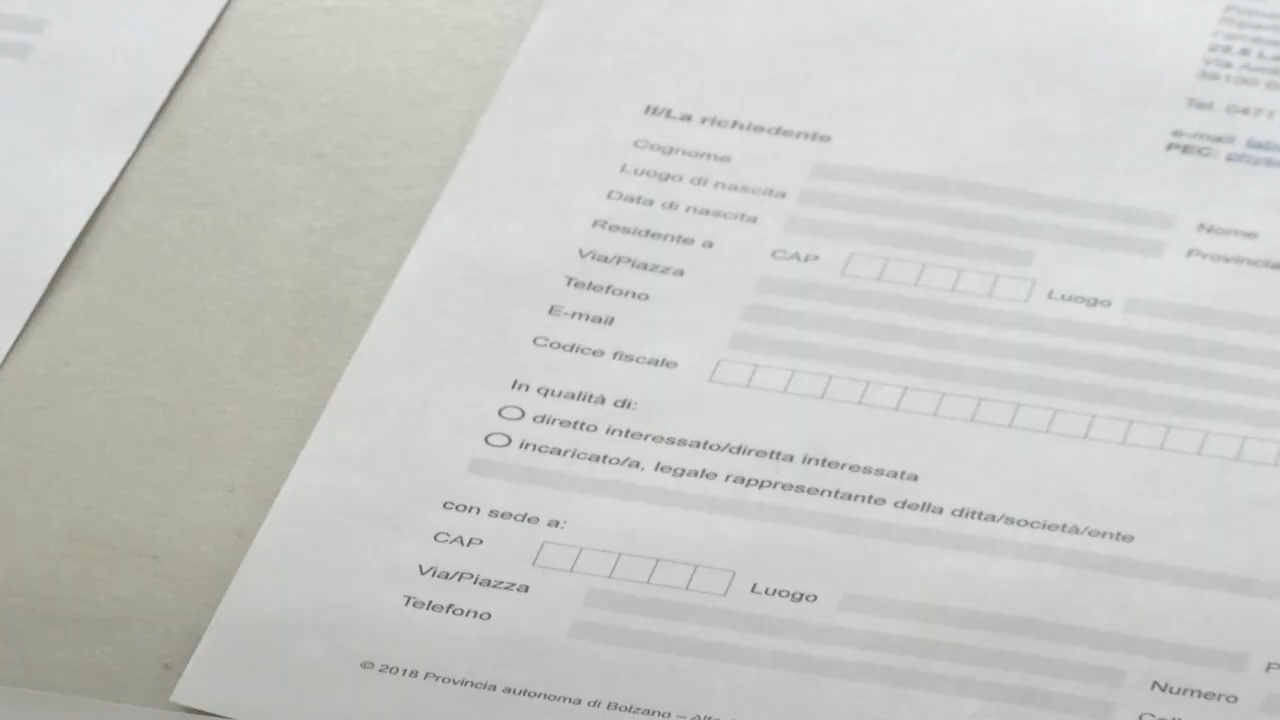 Tel. 0471
e-mail
PEC:
Il/La richiedente
Cognome
Nome
Luogo di nascita
Provincia
Data di nascita
Residente a CAP Luogo
Via/Piazza
Telefono
E-mail
Codice fiscale
In qualità di:
diretto interessato/diretta interessata
incaricato/a, legale rappresentante della ditta/società/ente
con sede a:
CAP Luogo
Via/Piazza
Numero
Telefono
© 2018 Provincia autonoma di Bolzano –